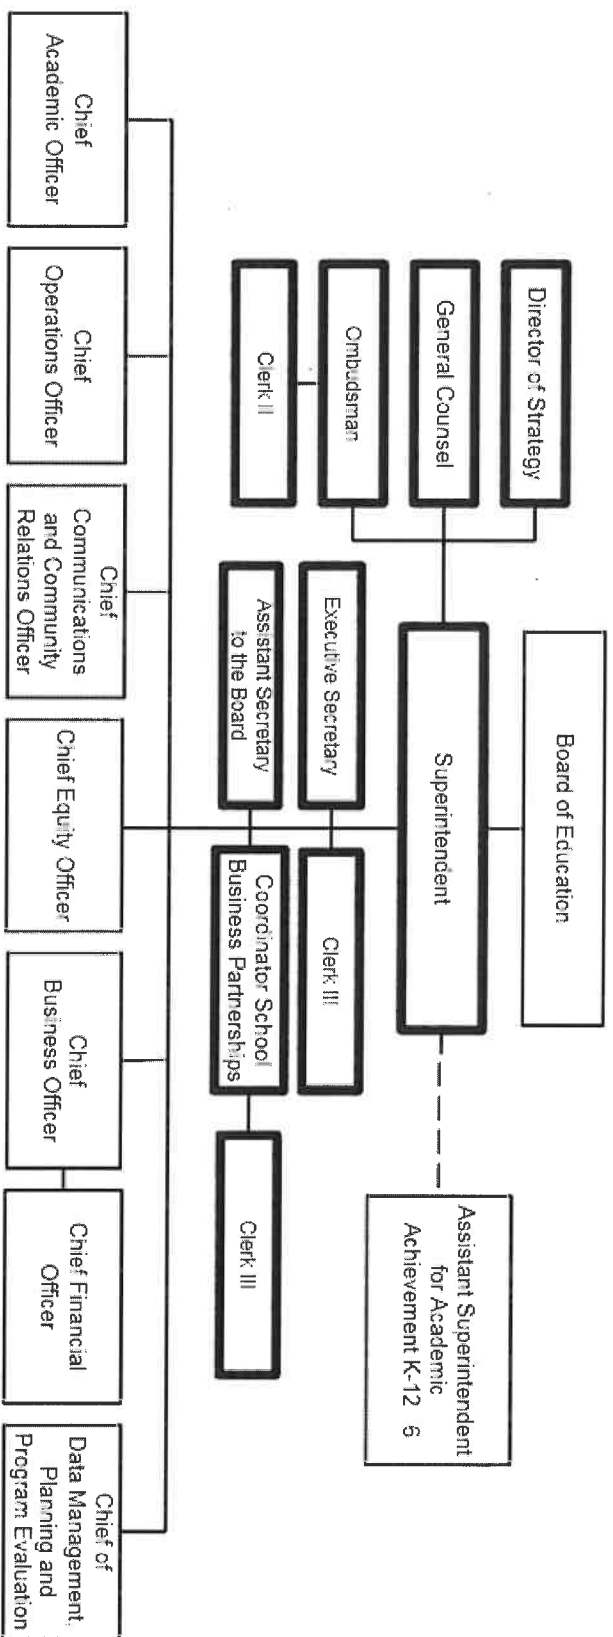 Board of Education
Superintendent
Assistant Superintendent
for Academic
Achievement K-12 6
Director of Strategy
General Counsel
Ombudsman
Clerk II
Executive Secretary
Clerk III
Assistant Secretary
to the Board
Coordinator School
Business Partnerships
Clerk III
Chief
Academic Officer
Chief
Operations Officer
Chief
Communications
and Community
Relations Officer
Chief Equity Officer
Chief
Business Officer
Chief Financial
Officer
Chief of
Data Management,
Planning and
Program Evaluation